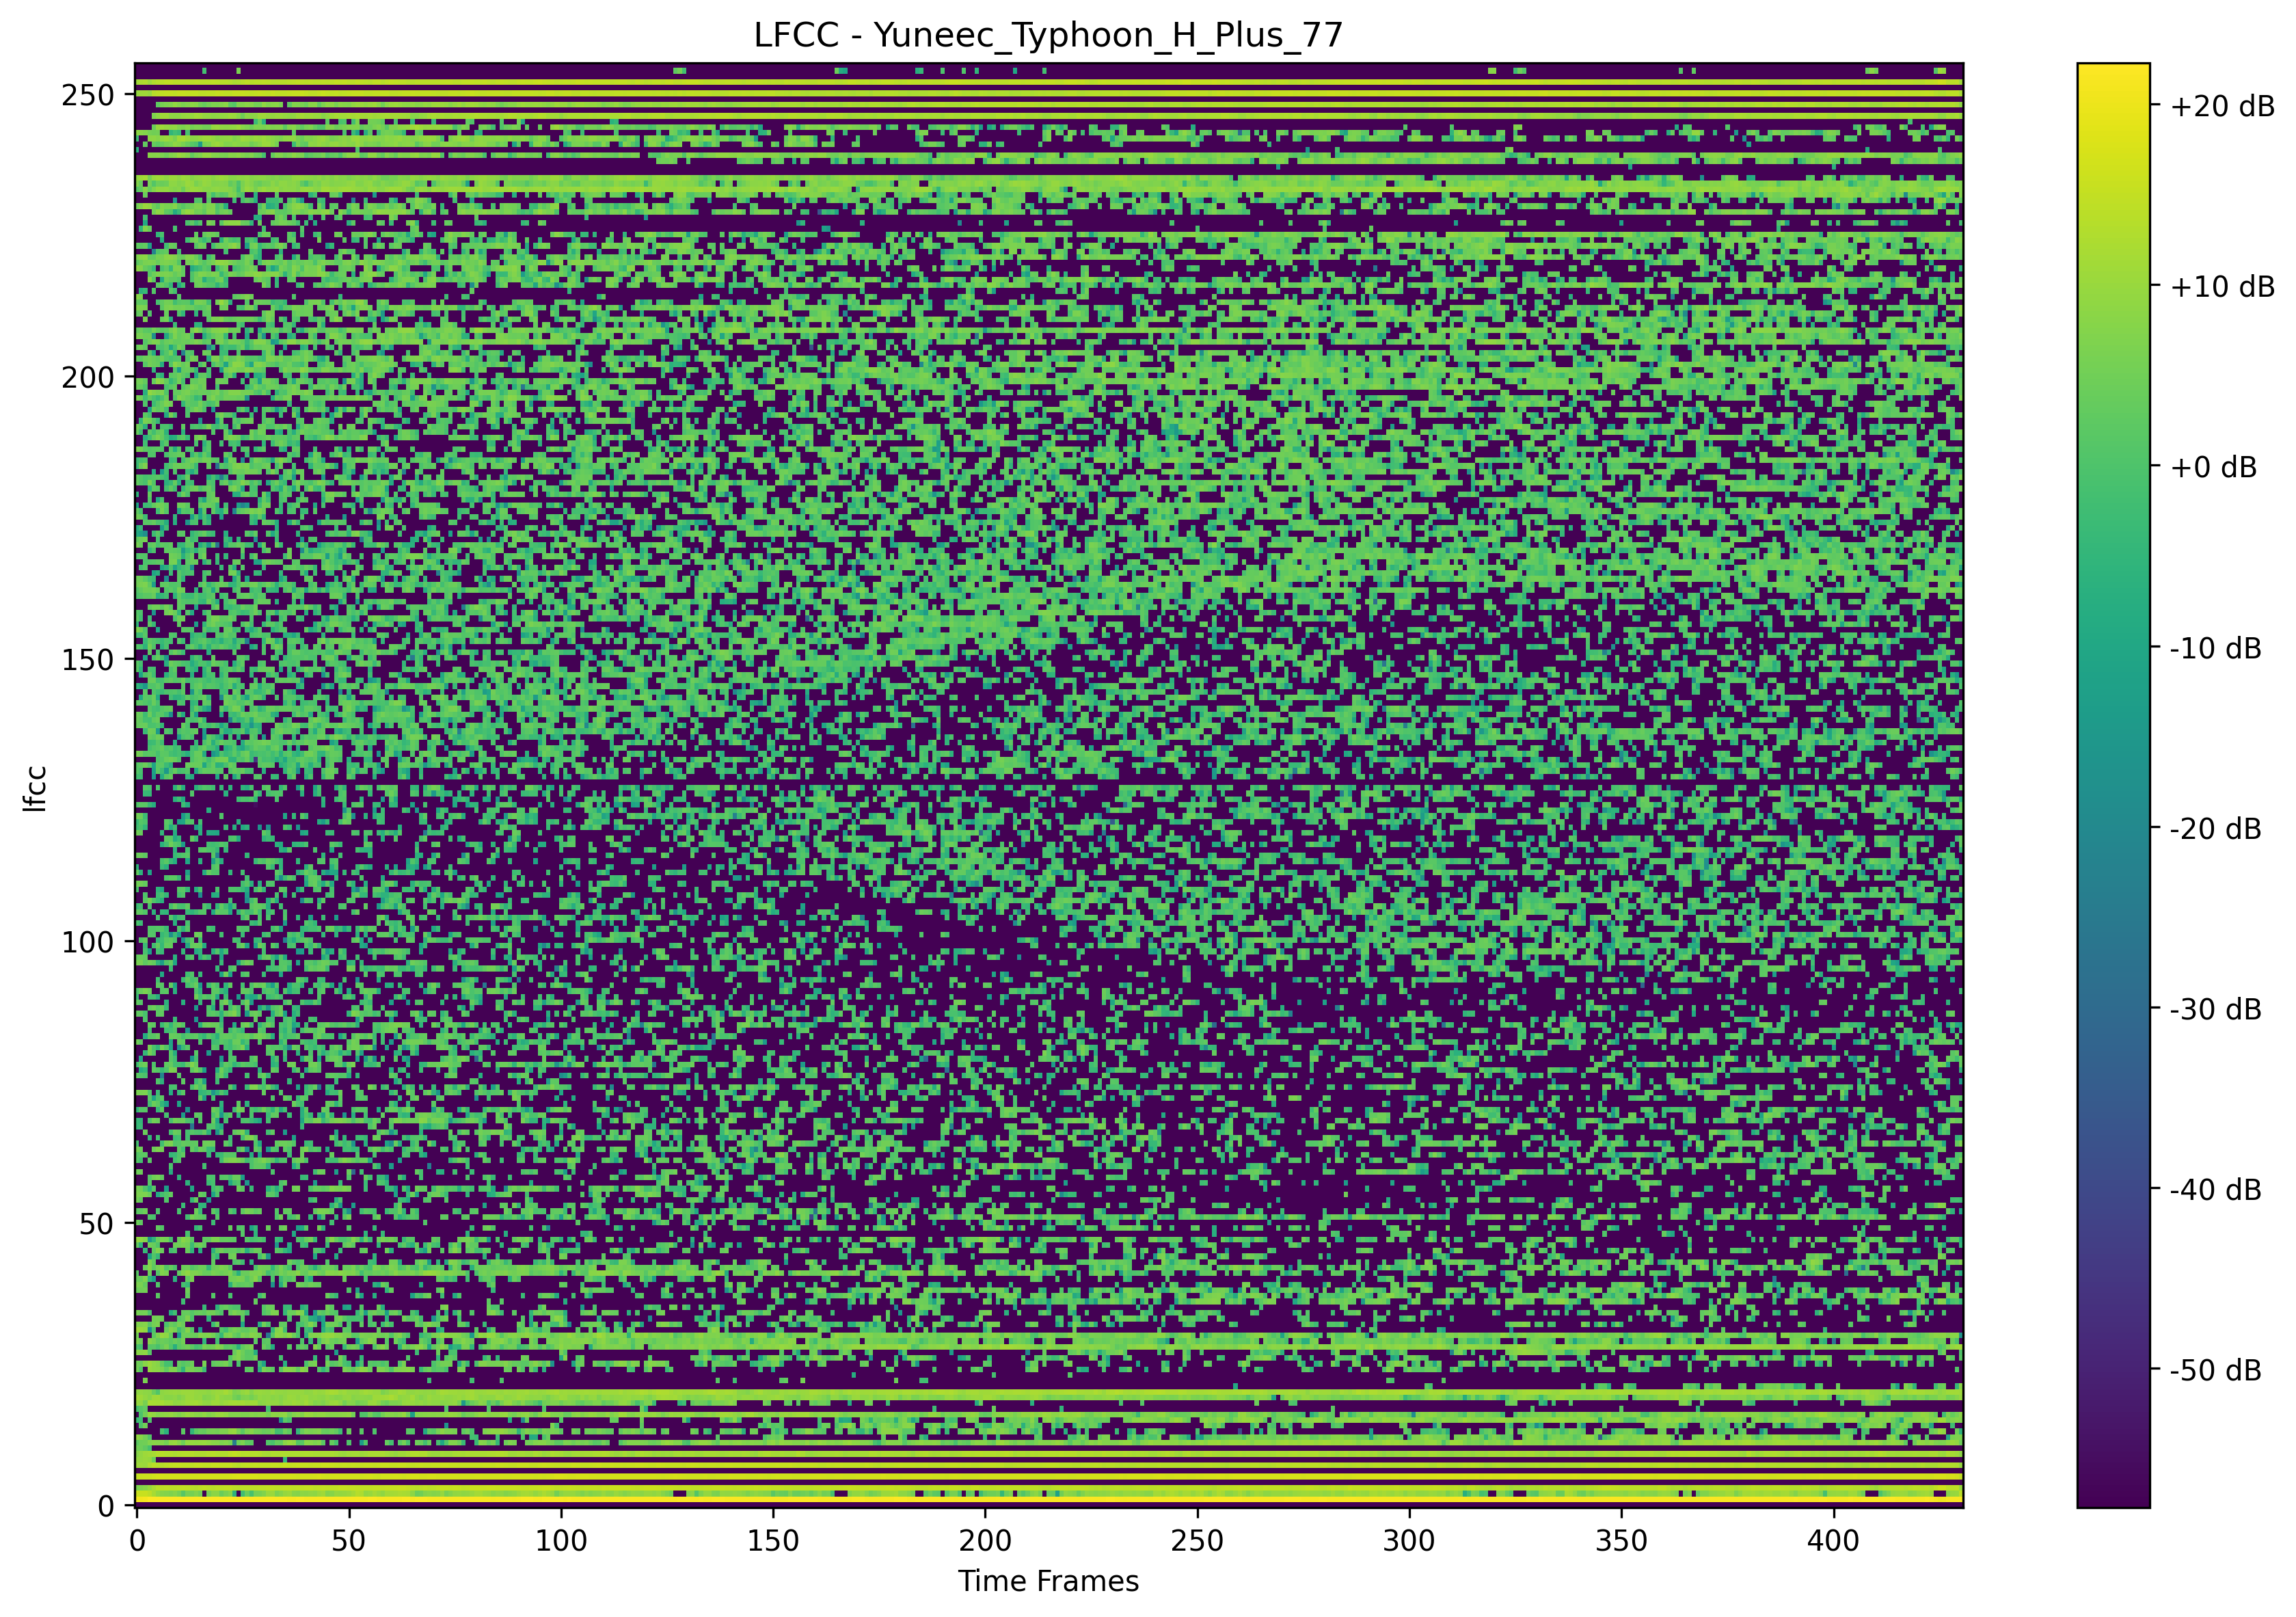 LFCC - Yuneec_Typhoon_H_Plus_77
250
200
150
100
50
0
lfcc
0 50 100 150 200 250 300 350 400
Time Frames
+20 dB
+10 dB
+0 dB
-10 dB
-20 dB
-30 dB
-40 dB
-50 dB